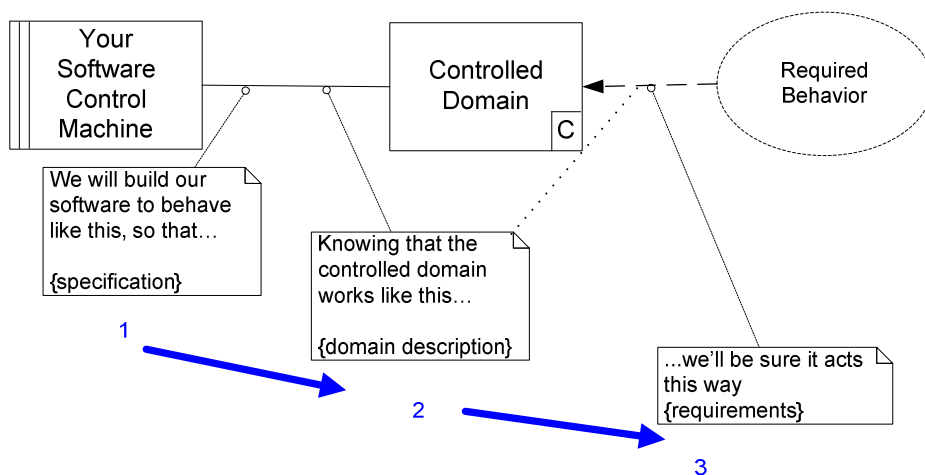 Your
Software
Control
Machine
Controlled
Domain
C
Required
Behavior
We will build our
software to behave
like this, so that…
{specification}
Knowing that the
controlled domain
works like this…
{domain description}
…we’ll be sure it acts
this way
{requirements}
1
2
3